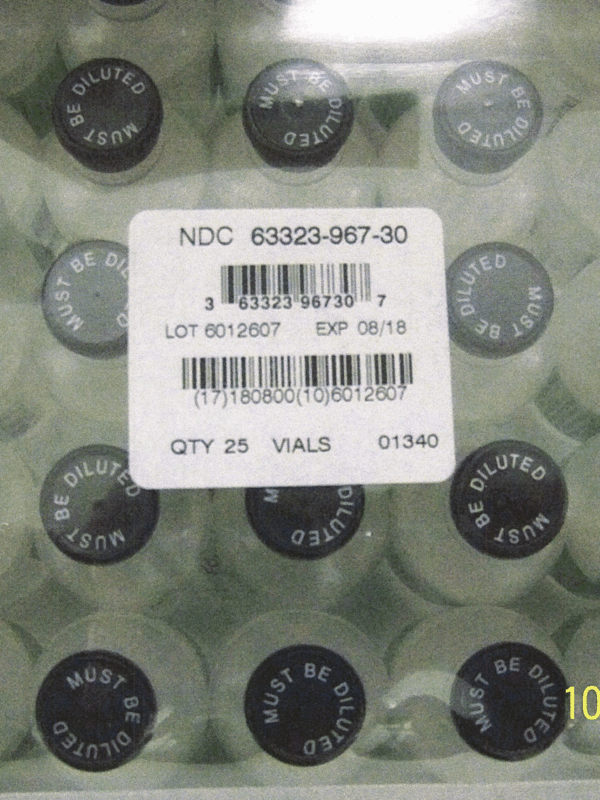 MUST BE DILUTED
MUST BE DILUTED
MUST BE DILUTED
NDC 63323-967-30
3 63323 96730 7
LOT 6012607 EXP 08/18
(17)180800(10)6012607
QTY 25 VIALS 01340
MUST BE DIL
MUST BE DILUTED
MUST BE DILUTED
M DILUTED
MUST BE DILUTED
MUST BE DILUTED
MUST BE DILUTED
MUST BE DILUTED
10